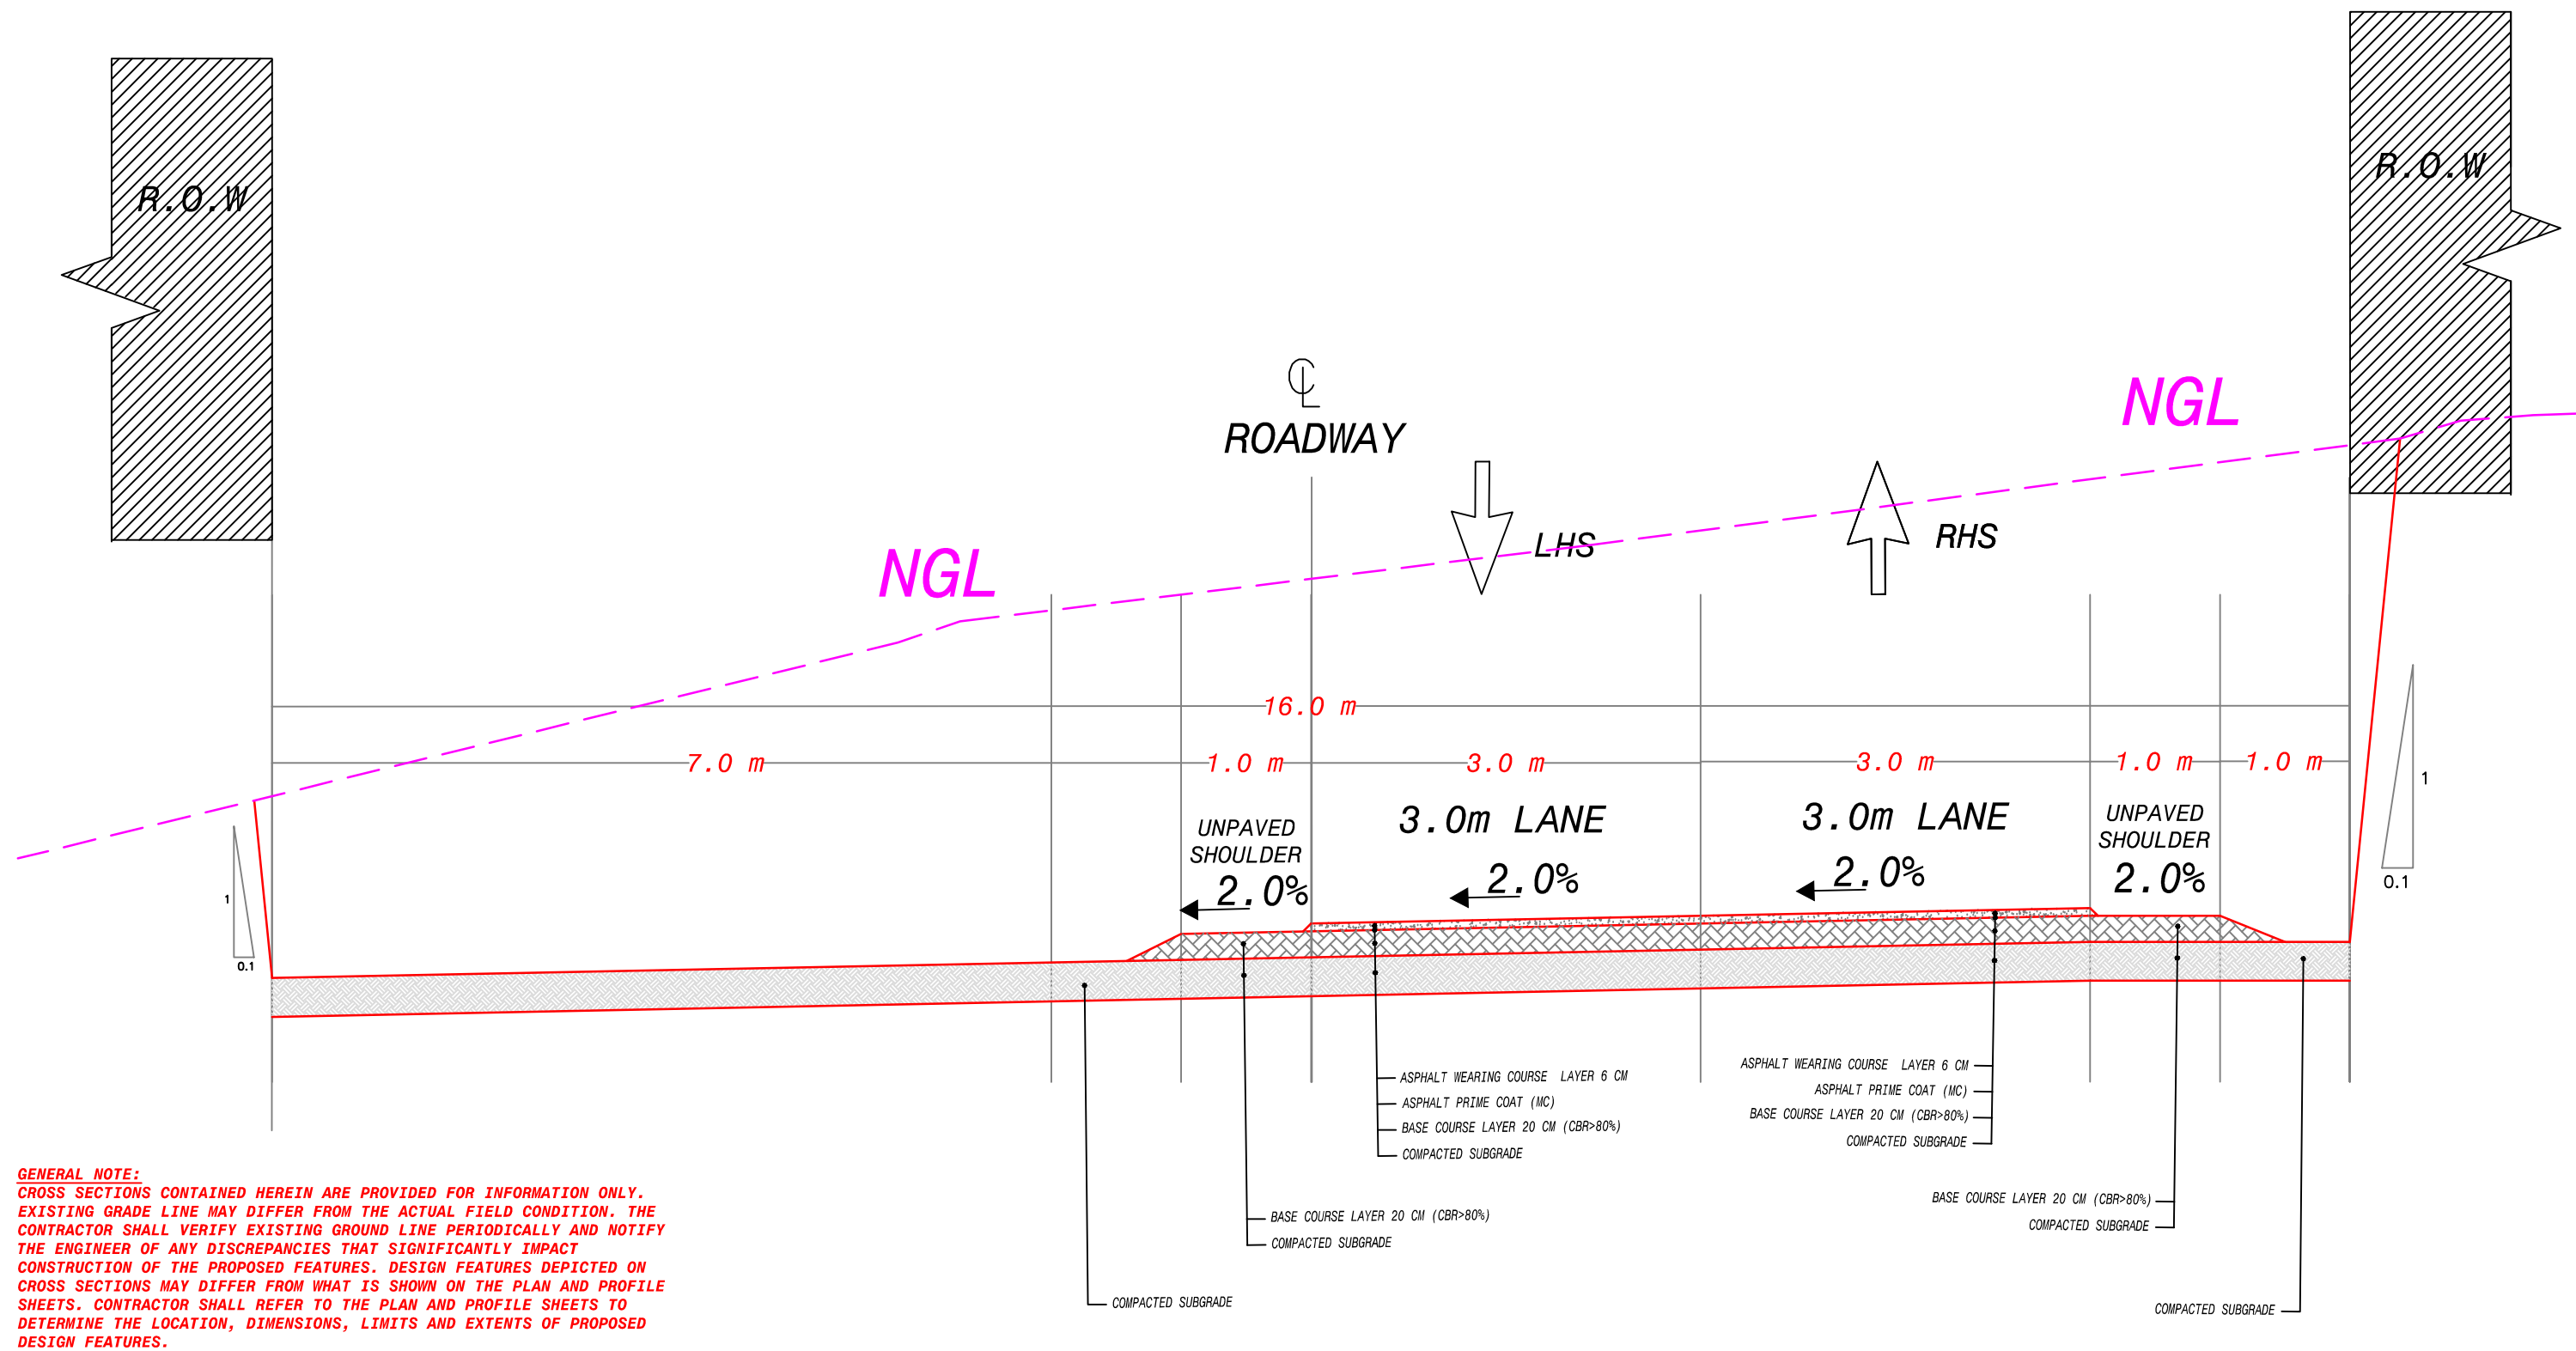 R.O.W
R.O.W
ROADWAY
NGL
NGL
LHS
RHS
16.0 m
7.0 m
1.0 m
3.0 m
3.0 m
1.0 m
1.0 m
UNPAVED
SHOULDER
2.0%
3.0m LANE
2.0%
3.0m LANE
2.0%
UNPAVED
SHOULDER
2.0%
1
0.1
1
0.1
ASPHALT WEARING COURSE LAYER 6 CM
ASPHALT PRIME COAT (MC)
BASE COURSE LAYER 20 CM (CBR>80%)
COMPACTED SUBGRADE
ASPHALT WEARING COURSE LAYER 6 CM
ASPHALT PRIME COAT (MC)
BASE COURSE LAYER 20 CM (CBR>80%)
COMPACTED SUBGRADE
BASE COURSE LAYER 20 CM (CBR>80%)
COMPACTED SUBGRADE
BASE COURSE LAYER 20 CM (CBR>80%)
COMPACTED SUBGRADE
COMPACTED SUBGRADE
COMPACTED SUBGRADE
GENERAL NOTE:
CROSS SECTIONS CONTAINED HEREIN ARE PROVIDED FOR INFORMATION ONLY.
EXISTING GRADE LINE MAY DIFFER FROM THE ACTUAL FIELD CONDITION. THE
CONTRACTOR SHALL VERIFY EXISTING GROUND LINE PERIODICALLY AND NOTIFY
THE ENGINEER OF ANY DISCREPANCIES THAT SIGNIFICANTLY IMPACT
CONSTRUCTION OF THE PROPOSED FEATURES. DESIGN FEATURES DEPICTED ON
CROSS SECTIONS MAY DIFFER FROM WHAT IS SHOWN ON THE PLAN AND PROFILE
SHEETS. CONTRACTOR SHALL REFER TO THE PLAN AND PROFILE SHEETS TO
DETERMINE THE LOCATION, DIMENSIONS, LIMITS AND EXTENTS OF PROPOSED
DESIGN FEATURES.